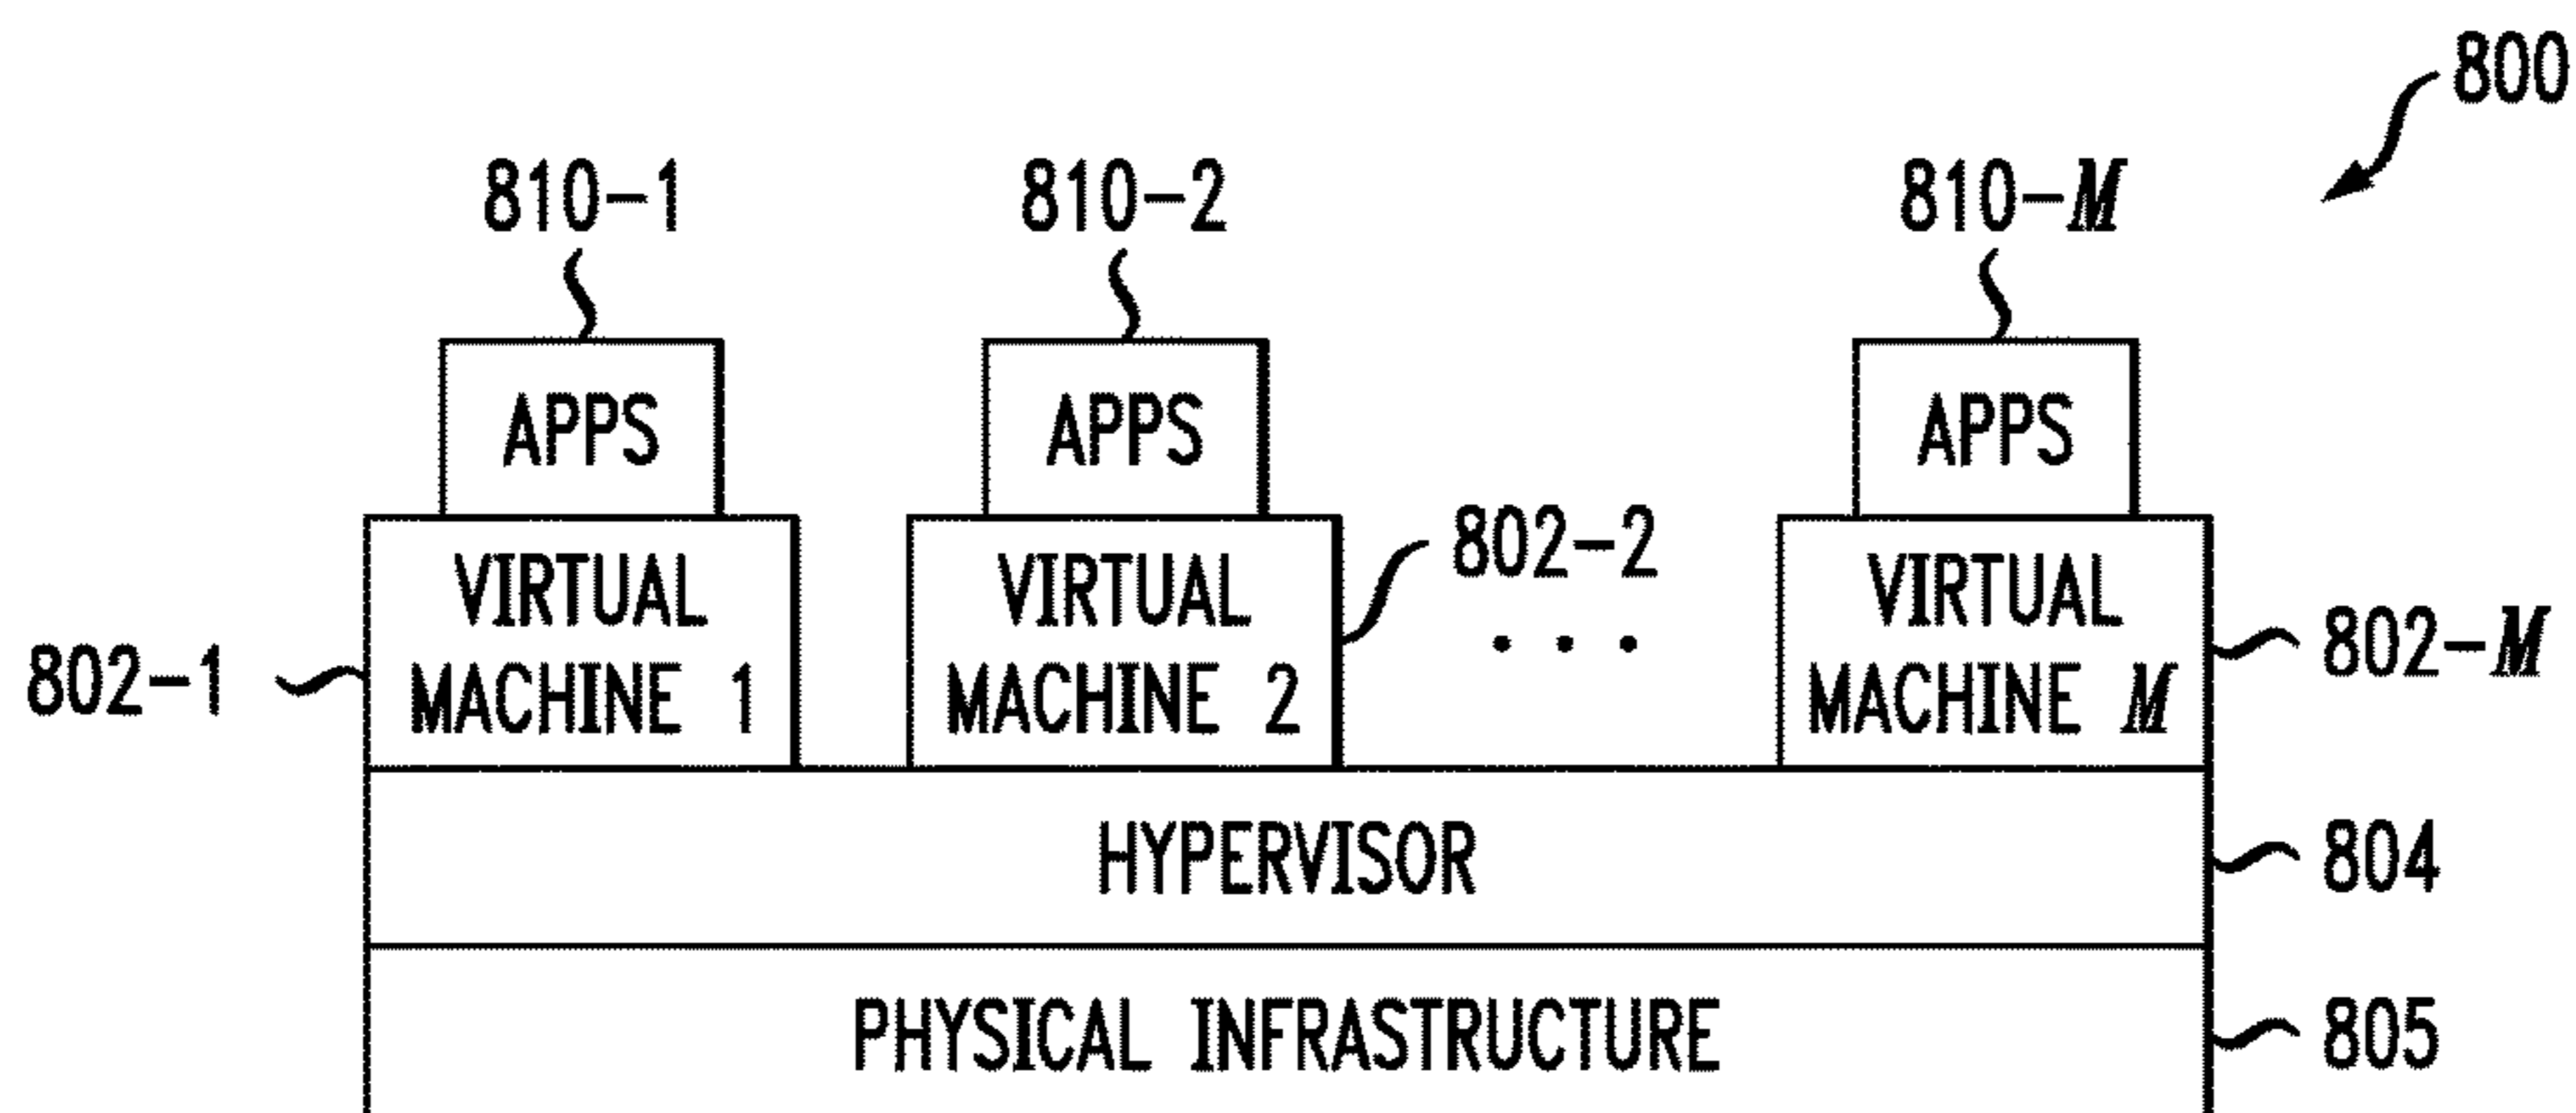 800
810-1
810-2
810-M
APPS
APPS
APPS
802-2
VIRTUAL
MACHINE 1
VIRTUAL
MACHINE 2
. . .
VIRTUAL
MACHINE M
802-1
802-M
HYPERVISOR
804
PHYSICAL INFRASTRUCTURE
805